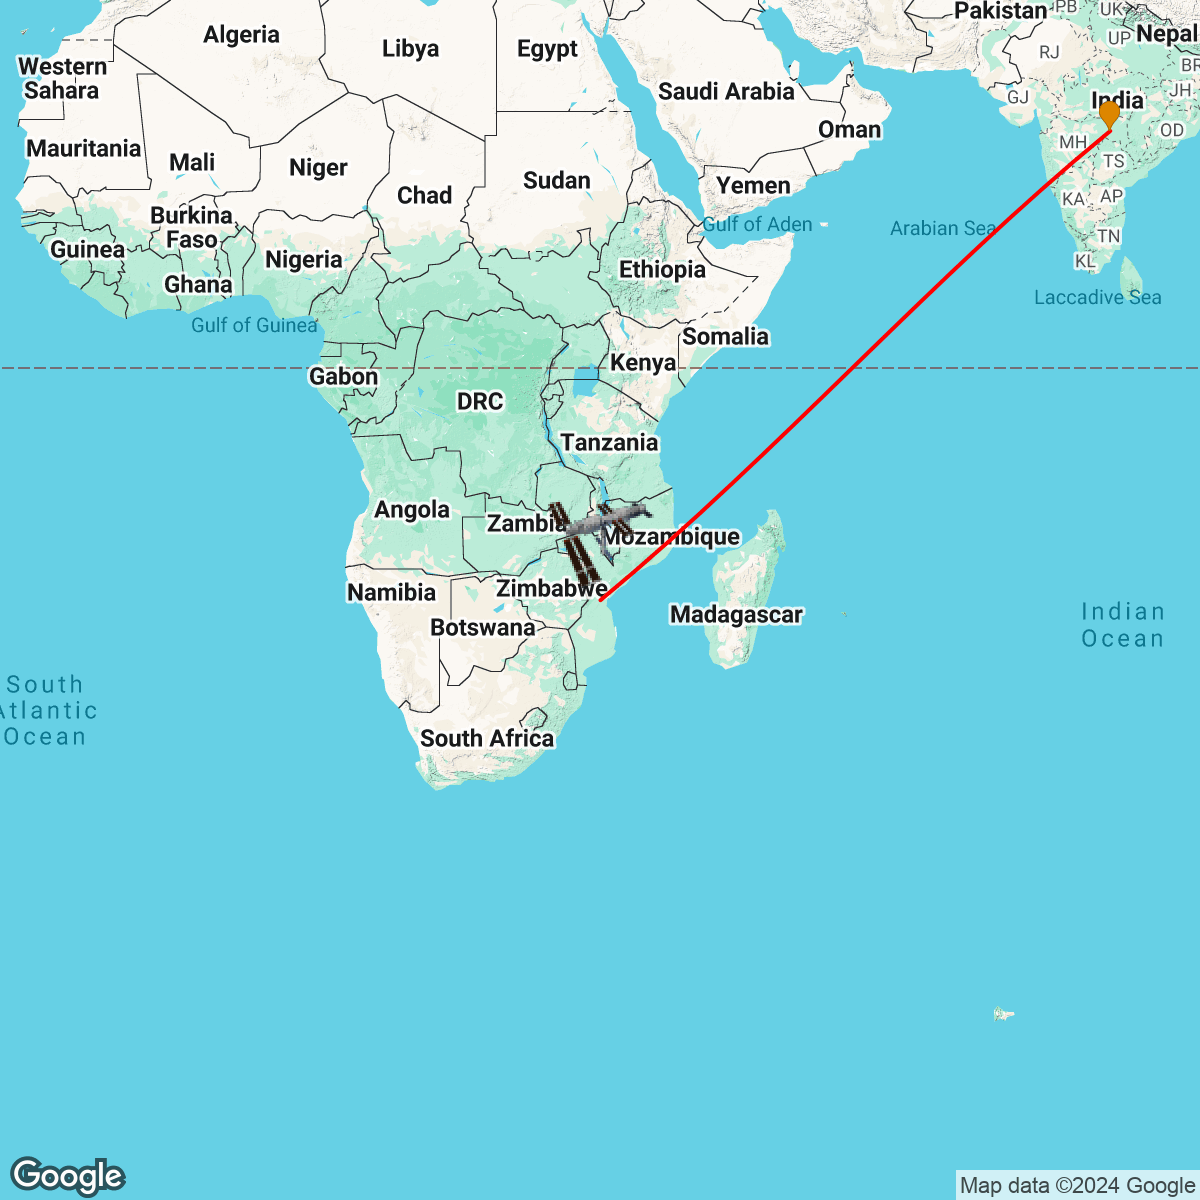 Pakistan
PB
UK
Algeria
Libya
Egypt
RJ
UP
Nepal
Western
Sahara
BR
Saudi Arabia
GJ
India
JH
Oman
OD
Mauritania
Mali
Niger
MH
TS
Chad
Sudan
Yemen
KA
AP
Burkina
Faso
Gulf of Aden
Arabian Sea
TN
Guinea
Nigeria
Ethiopia
KL
Ghana
Laccadive Sea
Gulf of Guinea
Somalia
Kenya
Gabon
DRC
Tanzania
Angola
Zambia
Mozambique
Namibia
Zimbabwe
Botswana
Madagascar
Indian
Ocean
South
Atlantic
Ocean
South Africa
Google
Map data ©2024 Google